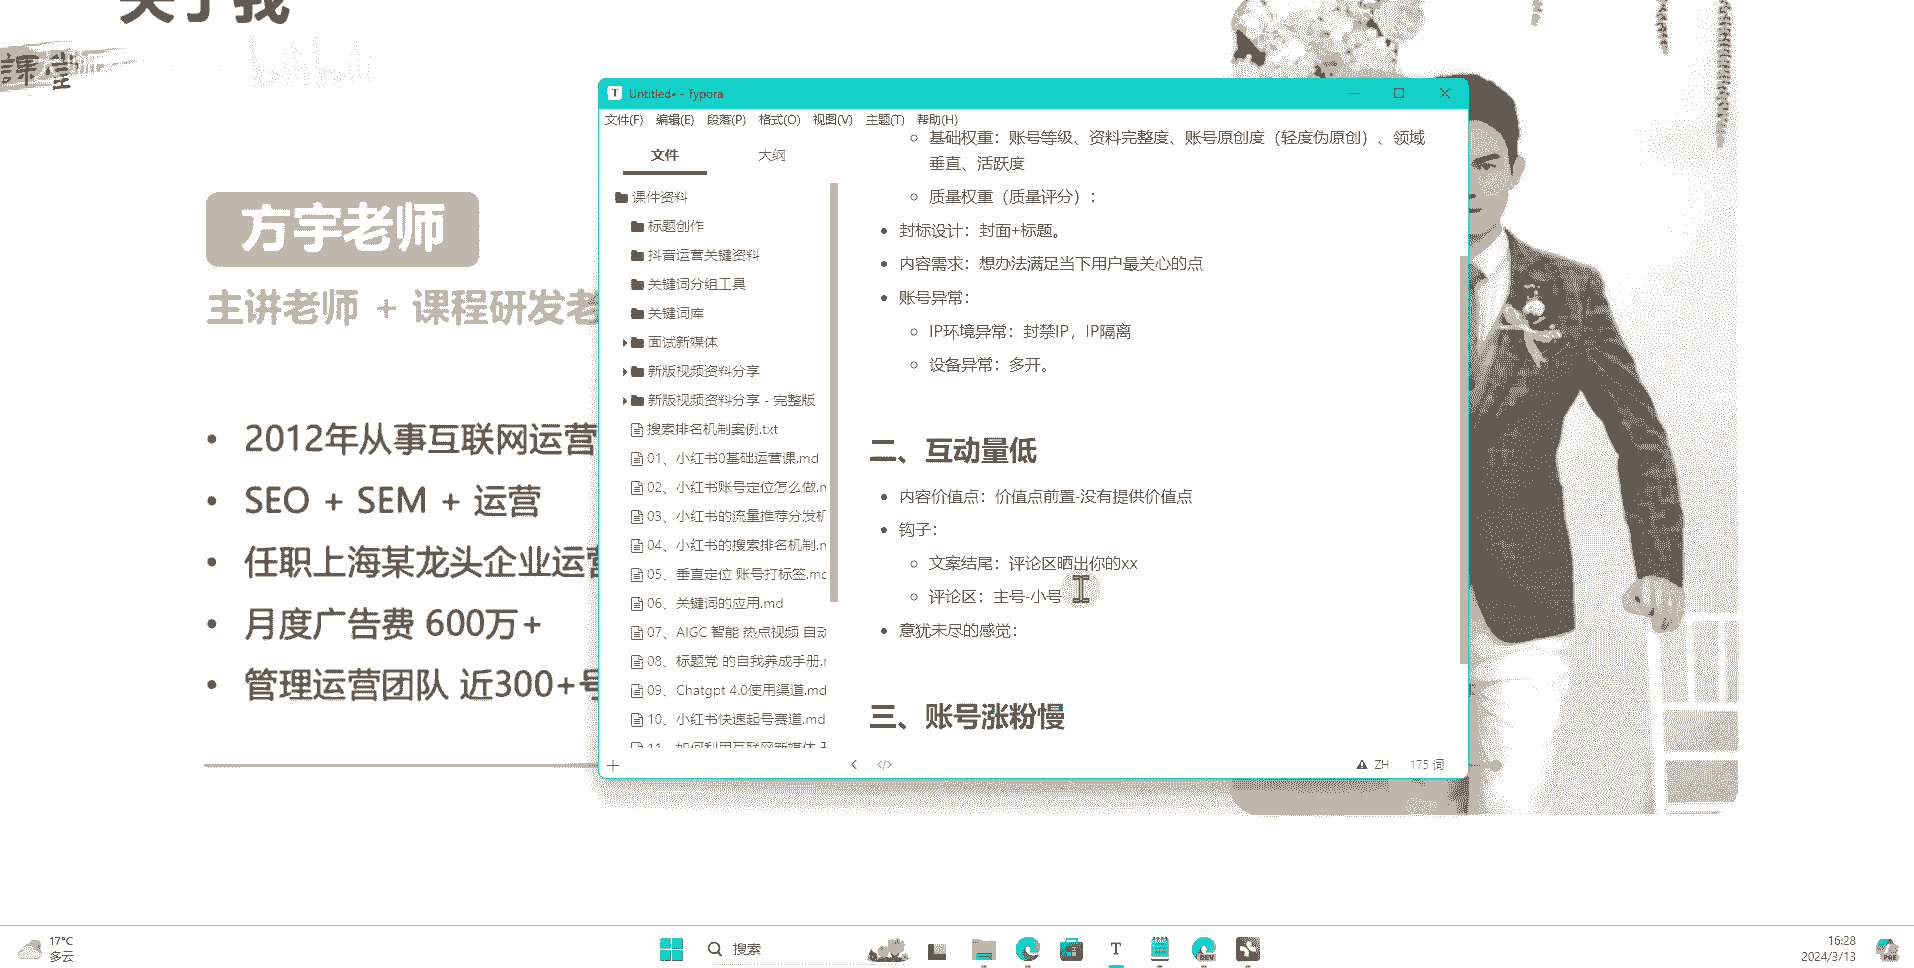 关于我
課堂
bilibili
方宇老师
主讲老师 + 课程研发老
• 2012年从事互联网运营
• SEO + SEM + 运营
• 任职上海某龙头企业运营
• 月度广告费 600万+
• 管理运营团队 近300+号
Untitled• - Typora
文件(F) 编辑(E) 段落(P) 格式(O) 视图(V) 主题(T) 帮助(H)
文件 大纲
课件资料
标题创作
抖音运营关键资料
关键词分组工具
关键词库
面试新媒体
新版视频资料分享
新版视频资料分享 - 完整版
搜索排名机制案例.txt
01、小红书0基础运营课.md
02、小红书账号定位怎么做.m
03、小红书的流量推荐分发机
04、小红书的搜索排名机制.m
05、垂直定位 账号打标签.md
06、关键词的应用.md
07、AIGC 智能 热点视频 自动
08、标题党 的自我养成手册.m
09、Chatgpt 4.0使用渠道.md
10、小红书快速起号赛道.md
11、如何利用互联网新媒体
基础权重：账号等级、资料完整度、账号原创度（轻度伪原创）、领域
垂直、活跃度
质量权重（质量评分）：
封标设计：封面+标题。
内容需求：想办法满足当下用户最关心的点
账号异常：
IP环境异常：封禁IP，IP隔离
设备异常：多开。
二、互动量低
内容价值点：价值点前置-没有提供价值点
钩子：
文案结尾：评论区晒出你的xx
评论区：主号-小号
意犹未尽的感觉：
三、账号涨粉慢
ZH 175 词
17°C
多云
搜索
DEV
16:28
2024/3/13
PRE